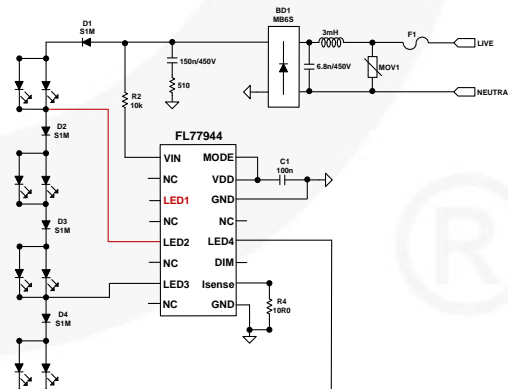 D1
S1M
BD1
MB6S
3mH
F1
LIVE
150n/450V
6.8n/450V
MOV1
510
NEUTRA
R2
10k
D2
S1M
FL77944
VIN
MODE
C1
100n
NC
VDD
LED1
GND
NC
NC
D3
S1M
LED2
LED4
NC
DIM
LED3
Isense
R4
10R0
NC
GND
D4
S1M
®